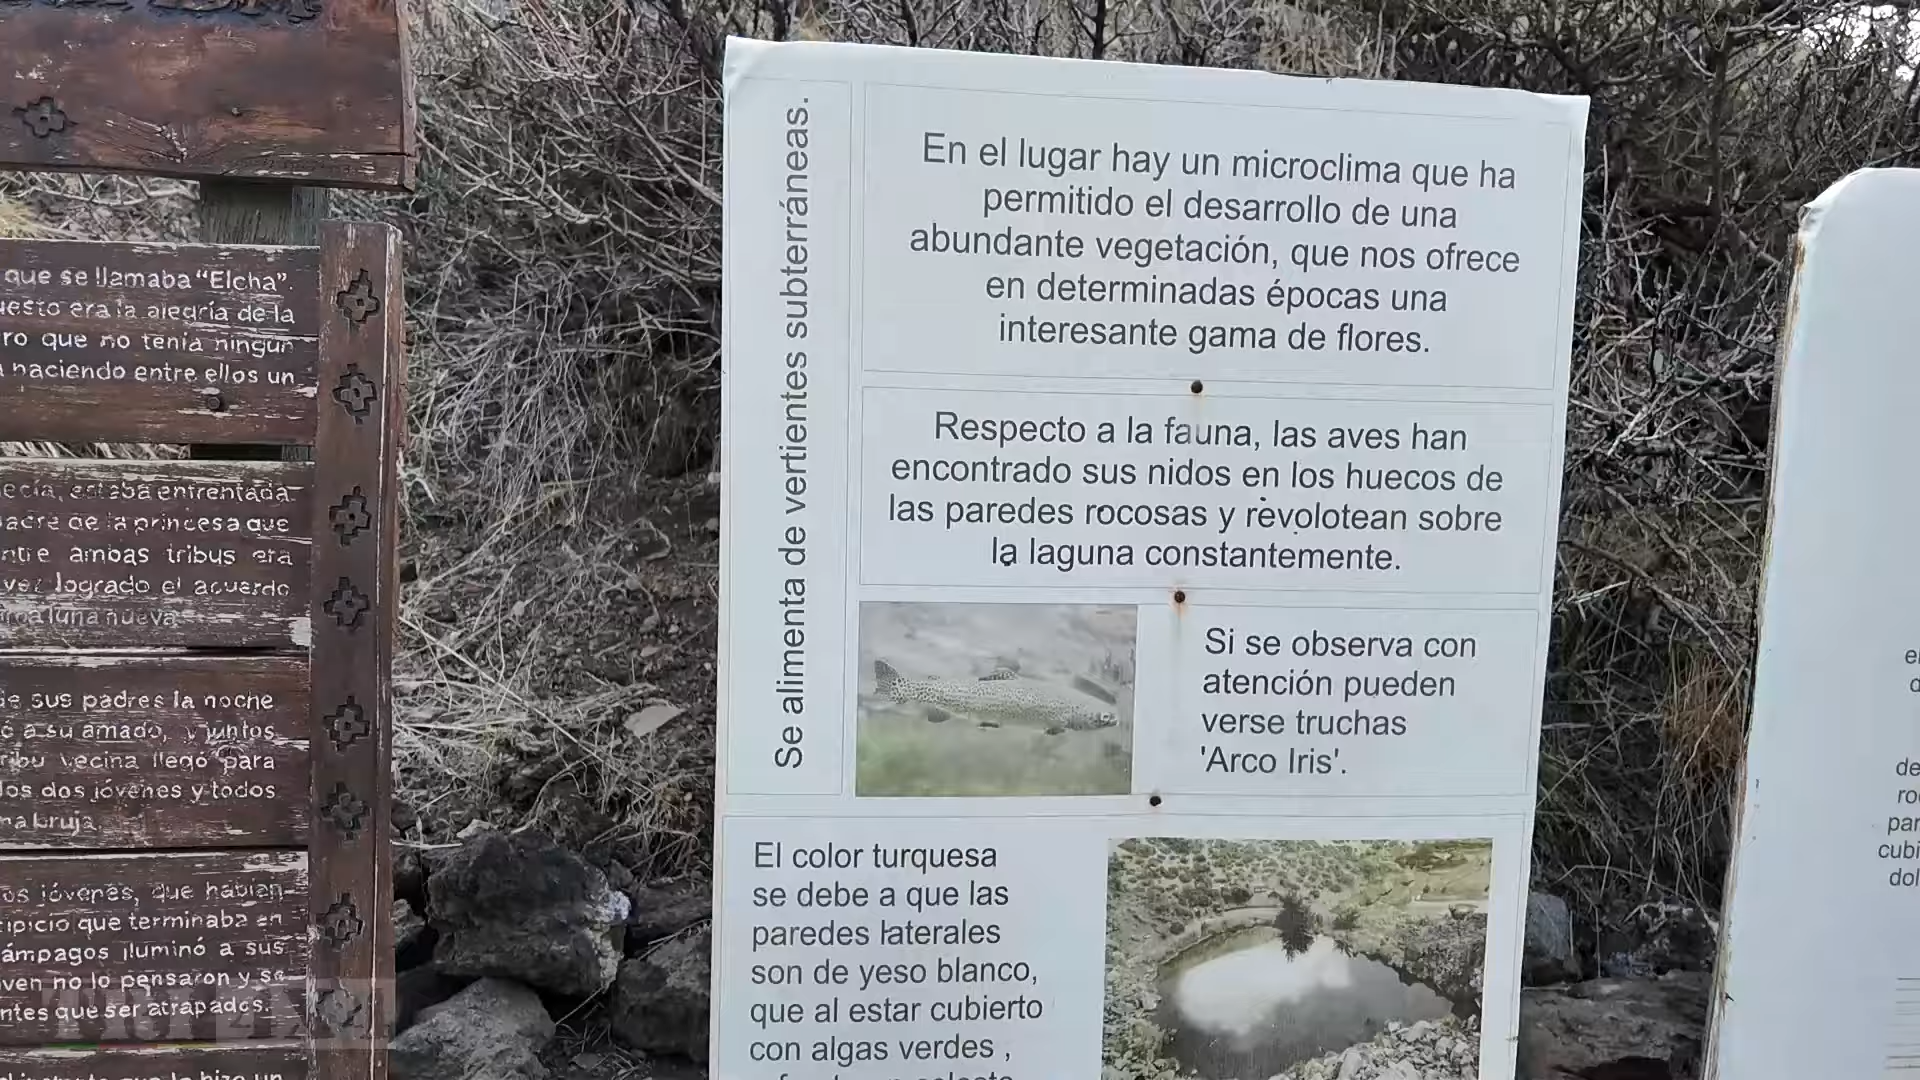 que se llamaba “Elcha”.
era la alegría de la
que no tenía ningún
naciendo entre ellos un
estaba enfrentada
de la princesa que
ambas tribus era
vez logrado el acuerdo
luna nueva
sus padres la noche
a su amado, y juntos
vecina llegó para
los dos jóvenes y todos
bruja.
jóvenes, que habían
que terminaba en
iluminó a sus
no lo pensaron y se
que ser atrapados.
la hizo un
Se alimenta de vertientes subterráneas.
En el lugar hay un microclima que ha
permitido el desarrollo de una
abundante vegetación, que nos ofrece
en determinadas épocas una
interesante gama de flores.
Respecto a la fauna, las aves han
encontrado sus nidos en los huecos de
las paredes rocosas y revolotean sobre
la laguna constantemente.
Si se observa con
atención pueden
verse truchas
'Arco Iris'.
El color turquesa
se debe a que las
paredes laterales
son de yeso blanco,
que al estar cubierto
con algas verdes ,